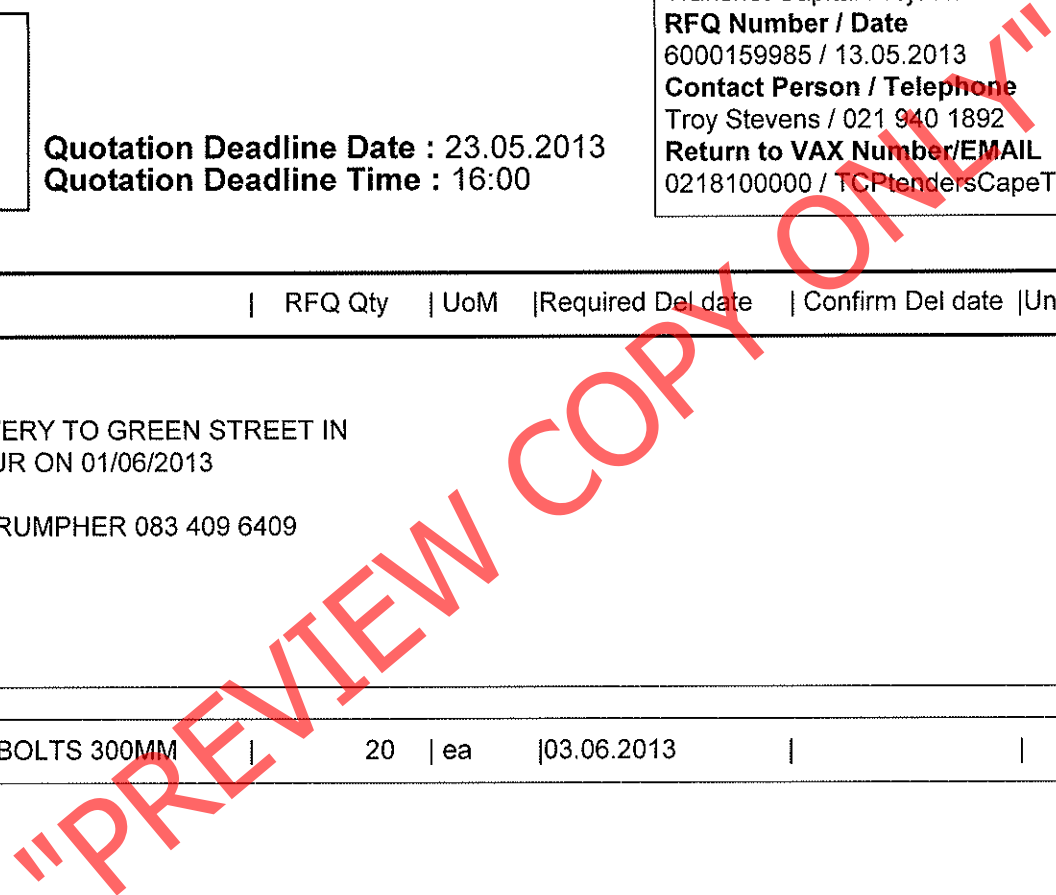 RFQ Number / Date
6000159985 / 13.05.2013
Contact Person / Telephone
Troy Stevens / 021 940 1892
Return to VAX Number/EMAIL
0218100000 / TCPtendersCapeT
Quotation Deadline Date : 23.05.2013
Quotation Deadline Time : 16:00
| RFQ Qty | UoM |Required Del date | Confirm Del date |Un
ERY TO GREEN STREET IN
UR ON 01/06/2013
RUMPHER 083 409 6409
BOLTS 300MM | 20 | ea |03.06.2013 | |
"PREVIEW COPY ONLY"